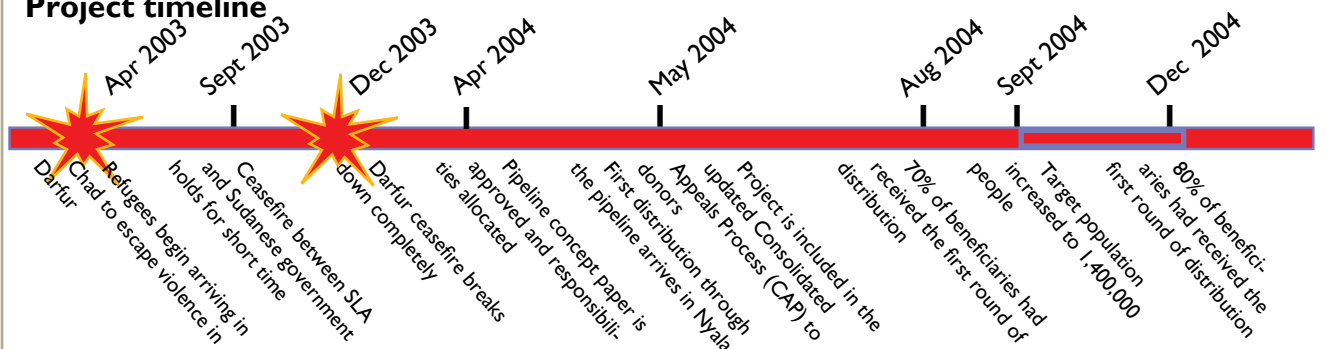 Project timeline
Apr 2003
Sept 2003
Dec 2003
Apr 2004
May 2004
Aug 2004
Sept 2004
Dec 2004
Refugees begin arriving in
Chad to escape violence in
Darfur
Ceasefire between SLA
and Sudanese government
holds for short time
Darfur ceasefire breaks
down completely
Pipeline concept paper is
approved and responsibili-
ties allocated
First distribution through
the pipeline arrives in Nyala
Project is included in the
updated Consolidated
Appeals Process (CAP) to
donors
70% of beneficiaries had
received the first round of
distribution
Target population
increased to 1,400,000
people
80% of benefici-
aries had received the
first round of distribution